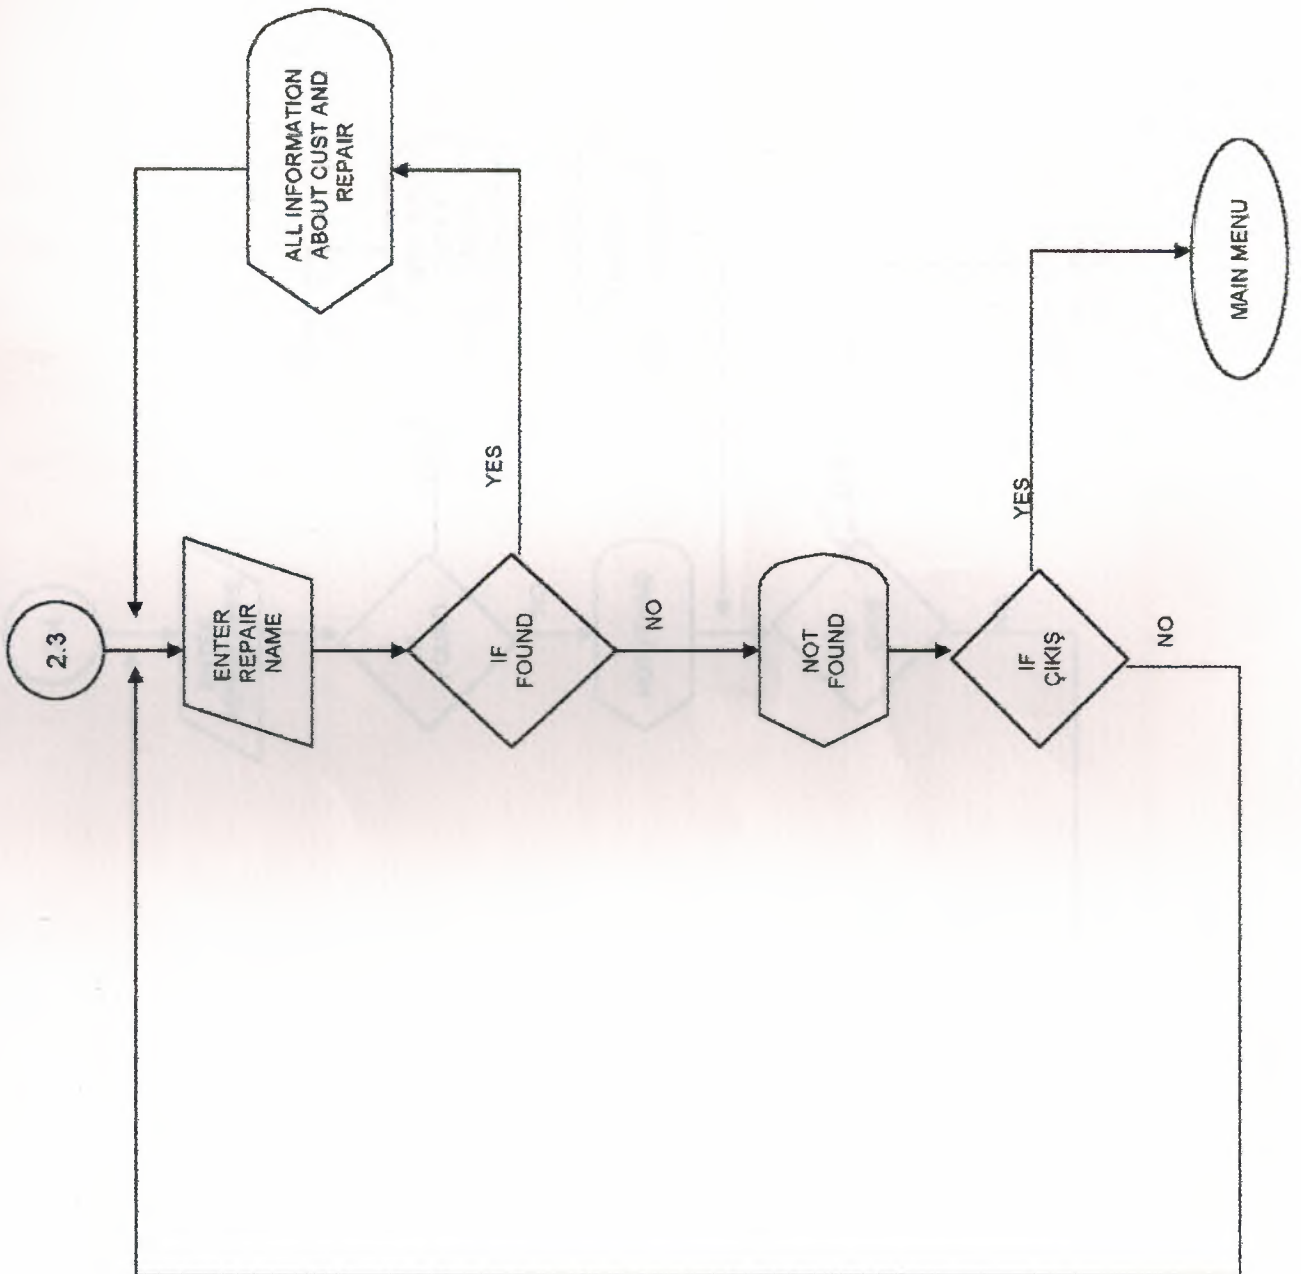 2.3
ENTER
REPAIR
NAME
ALL INFORMATION
ABOUT CUST AND
REPAIR
IF
FOUND
YES
NO
NOT
FOUND
IF
ÇIKIŞ
YES
NO
MAIN MENU